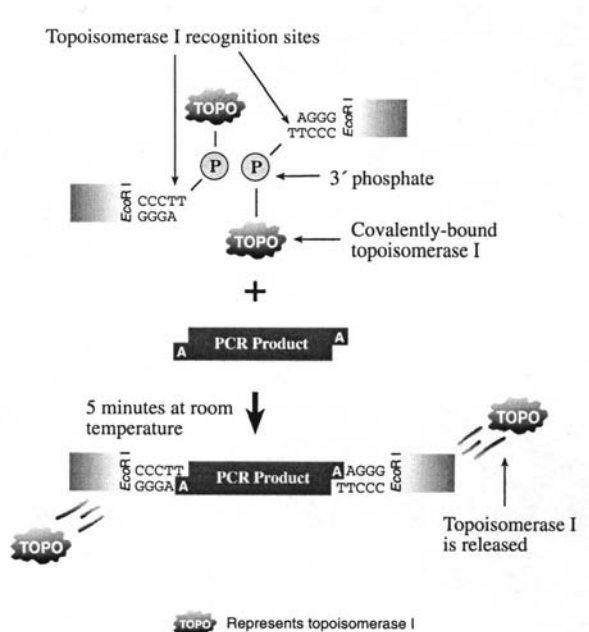 Topoisomerase I recognition sites
TOPO
AGGG
TTCCC
EcoR I
P
P
3´ phosphate
EcoR I
CCCTT
GGGA
TOPO
Covalently-bound
topoisomerase I
+
A
PCR Product
A
5 minutes at room
temperature
TOPO
EcoR I
CCCTT
GGGA
A
PCR Product
A
AGGG
TTCCC
EcoR I
TOPO
Topoisomerase I
is released
TOPO Represents topoisomerase I